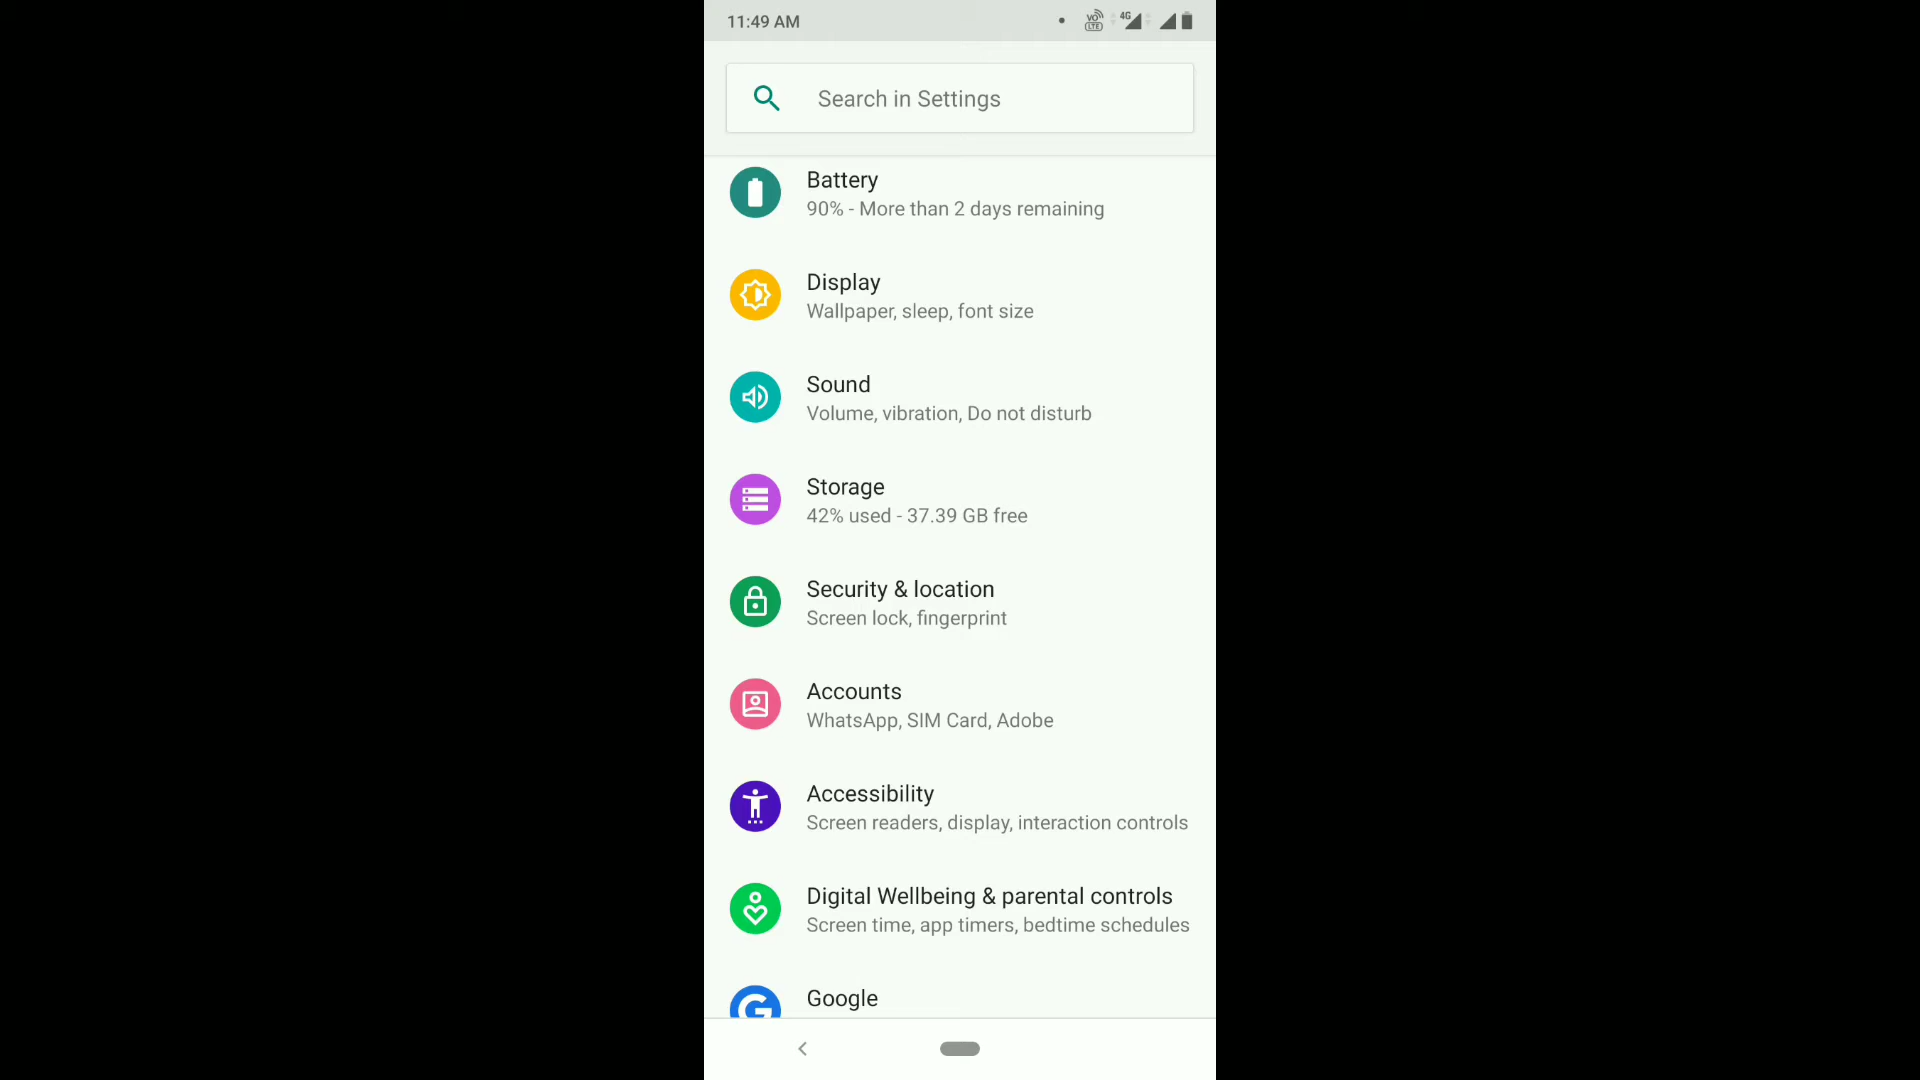 11:49 AM
VO LTE 4G
Search in Settings
Battery
90% - More than 2 days remaining
Display
Wallpaper, sleep, font size
Sound
Volume, vibration, Do not disturb
Storage
42% used - 37.39 GB free
Security & location
Screen lock, fingerprint
Accounts
WhatsApp, SIM Card, Adobe
Accessibility
Screen readers, display, interaction controls
Digital Wellbeing & parental controls
Screen time, app timers, bedtime schedules
Google